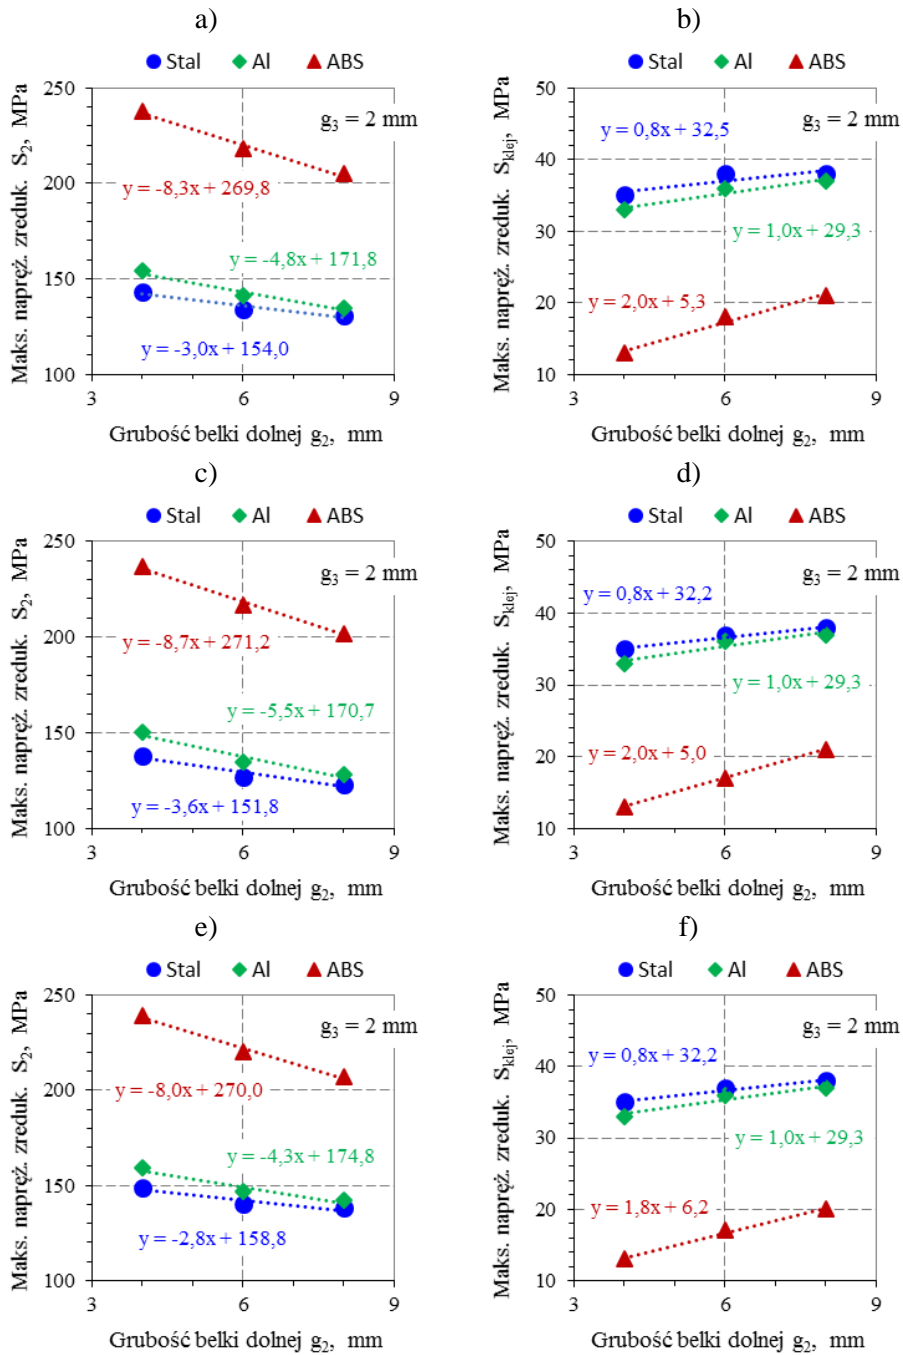 a)
Stal Al ABS
Maks. napręż. zreduk. S2, MPa
250
200
150
100
g3 = 2 mm
y = -8,3x + 269,8
y = -4,8x + 171,8
y = -3,0x + 154,0
3 6 9
Grubość belki dolnej g2, mm
b)
Stal Al ABS
Maks. napręż. zreduk. Sklej, MPa
50
40
30
20
10
g3 = 2 mm
y = 0,8x + 32,5
y = 1,0x + 29,3
y = 2,0x + 5,3
3 6 9
Grubość belki dolnej g2, mm
c)
Stal Al ABS
Maks. napręż. zreduk. S2, MPa
250
200
150
100
g3 = 2 mm
y = -8,7x + 271,2
y = -5,5x + 170,7
y = -3,6x + 151,8
3 6 9
Grubość belki dolnej g2, mm
d)
Stal Al ABS
Maks. napręż. zreduk. Sklej, MPa
50
40
30
20
10
g3 = 2 mm
y = 0,8x + 32,2
y = 1,0x + 29,3
y = 2,0x + 5,0
3 6 9
Grubość belki dolnej g2, mm
e)
Stal Al ABS
Maks. napręż. zreduk. S2, MPa
250
200
150
100
g3 = 2 mm
y = -8,0x + 270,0
y = -4,3x + 174,8
y = -2,8x + 158,8
3 6 9
Grubość belki dolnej g2, mm
f)
Stal Al ABS
Maks. napręż. zreduk. Sklej, MPa
50
40
30
20
10
g3 = 2 mm
y = 0,8x + 32,2
y = 1,0x + 29,3
y = 1,8x + 6,2
3 6 9
Grubość belki dolnej g2, mm